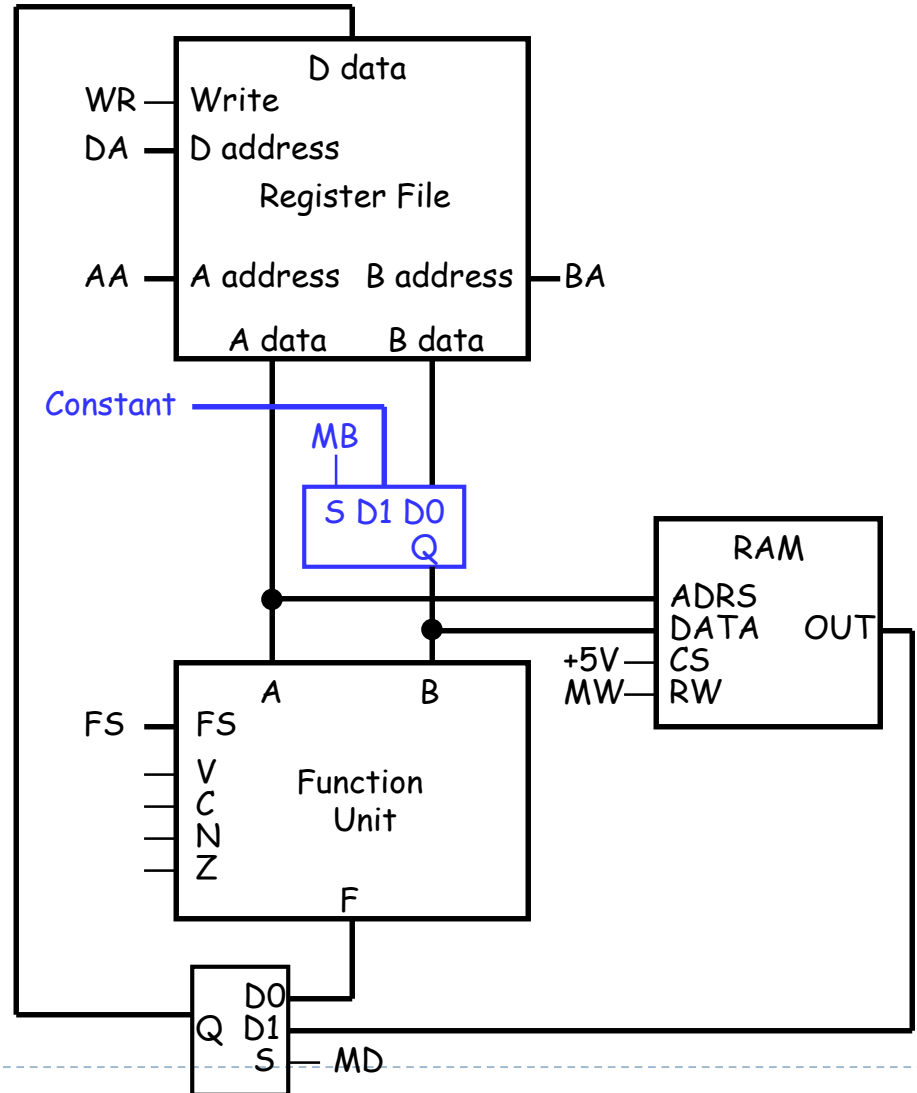 D data
WR Write
DA D address
Register File
AA A address B address BA
A data B data
Constant
MB
S D1 D0
Q
RAM
ADRS
DATA OUT
+5V CS
MW RW
A B
FS FS
V
C
N
Z
Function
Unit
F
D0
Q D1
S MD